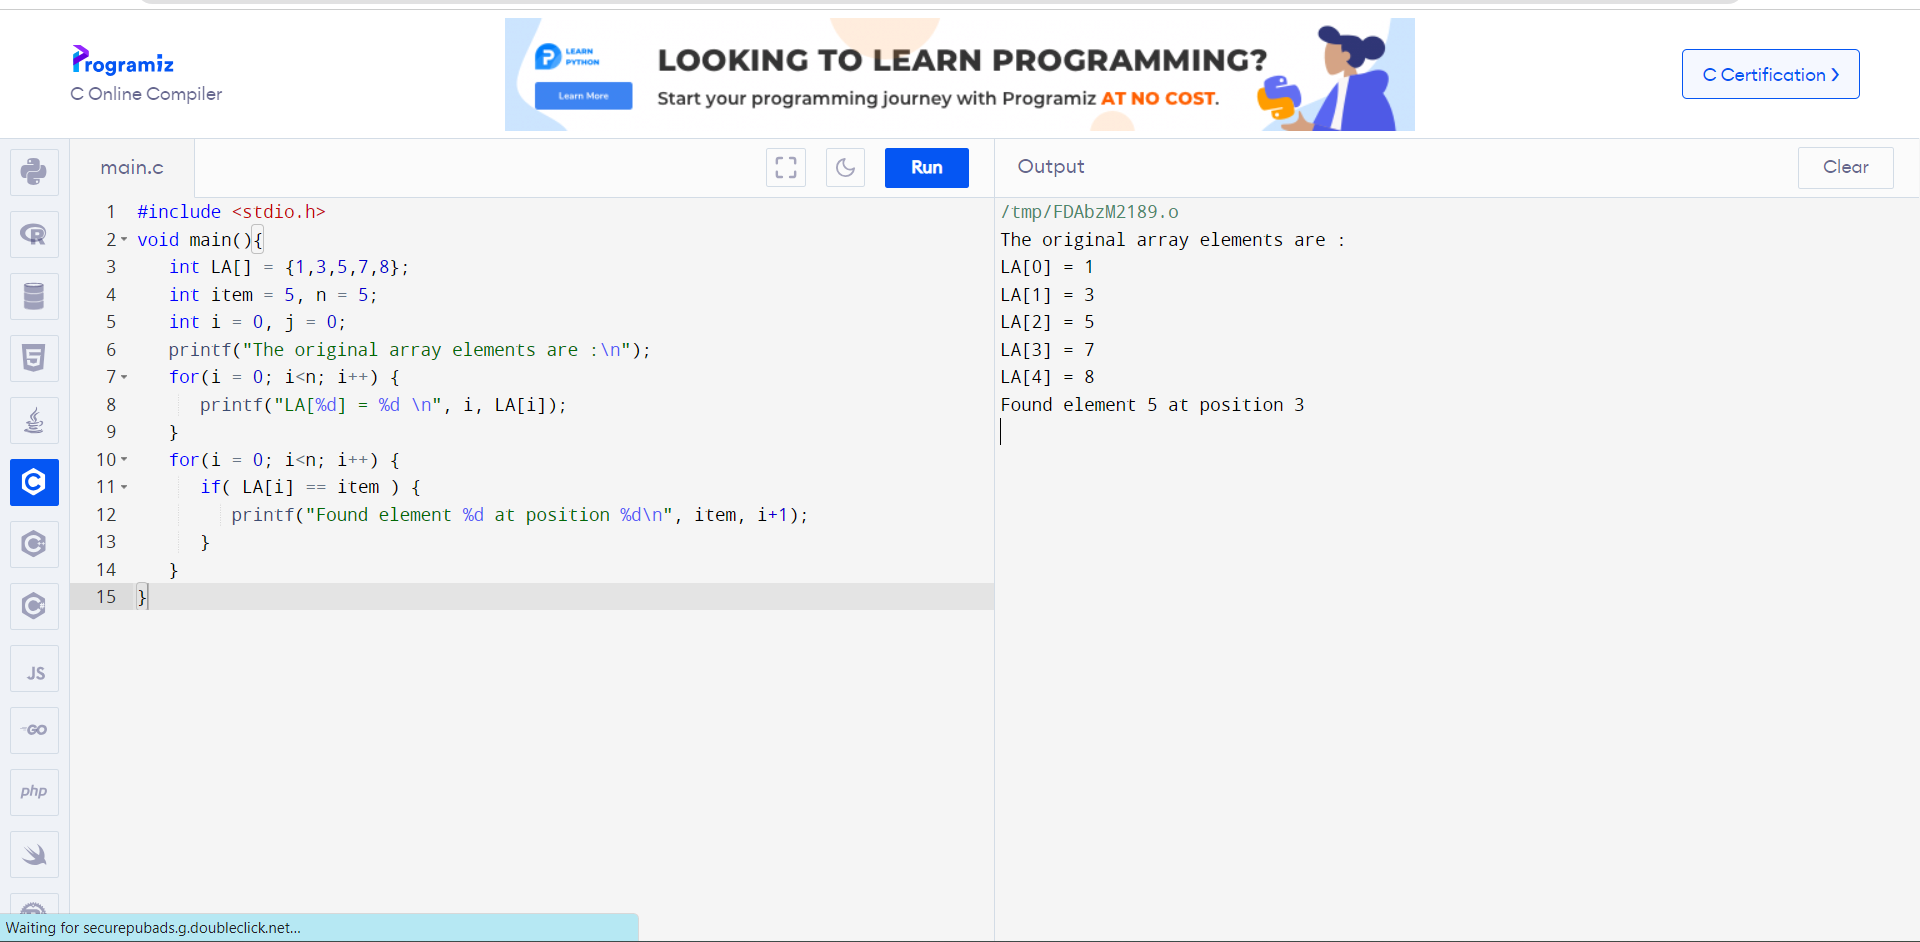 Programiz
C Online Compiler
LEARN
PYTHON
Learn More
LOOKING TO LEARN PROGRAMMING?
Start your programming journey with Programiz AT NO COST.
C Certification
main.c
Run
1 #include <stdio.h>
2 void main(){
3    int LA[] = {1,3,5,7,8};
4    int item = 5, n = 5;
5    int i = 0, j = 0;
6    printf("The original array elements are :\n");
7    for(i = 0; i<n; i++) {
8       printf("LA[%d] = %d \n", i, LA[i]);
9    }
10    for(i = 0; i<n; i++) {
11       if( LA[i] == item ) {
12          printf("Found element %d at position %d\n", item, i+1);
13       }
14    }
15 }
Output
Clear
/tmp/FDAbzM2189.o
The original array elements are :
LA[0] = 1
LA[1] = 3
LA[2] = 5
LA[3] = 7
LA[4] = 8
Found element 5 at position 3
R
5
C
JS
GO
php
Waiting for securepubads.g.doubleclick.net...